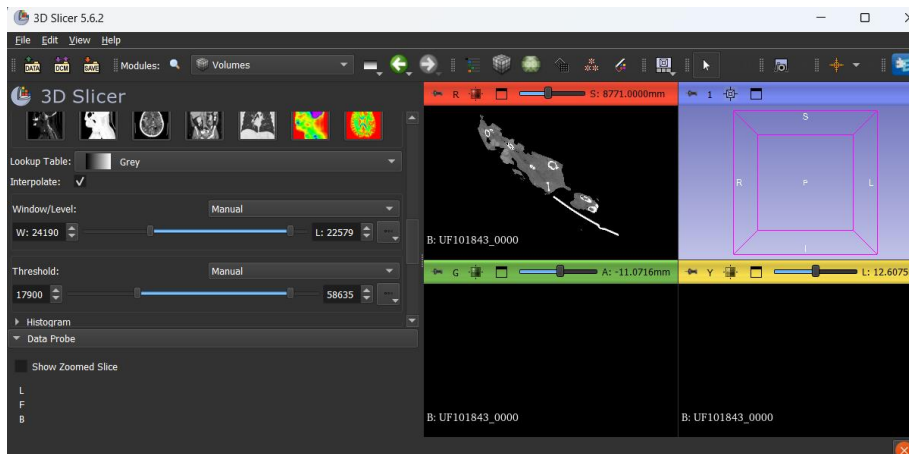 3D Slicer 5.6.2
File Edit View Help
DATA DCM SAVE Modules: Volumes
3D Slicer
Lookup Table: Grey
Interpolate:
Window/Level: Manual
W: 24190 L: 22579
Threshold: Manual
17900 58635
Histogram
Data Probe
Show Zoomed Slice
L
F
B
R S: 8771.0000mm
B: UF101843_0000
1
S
R P L
I
G A: -11.0716mm
B: UF101843_0000
Y L: 12.6075
B: UF101843_0000